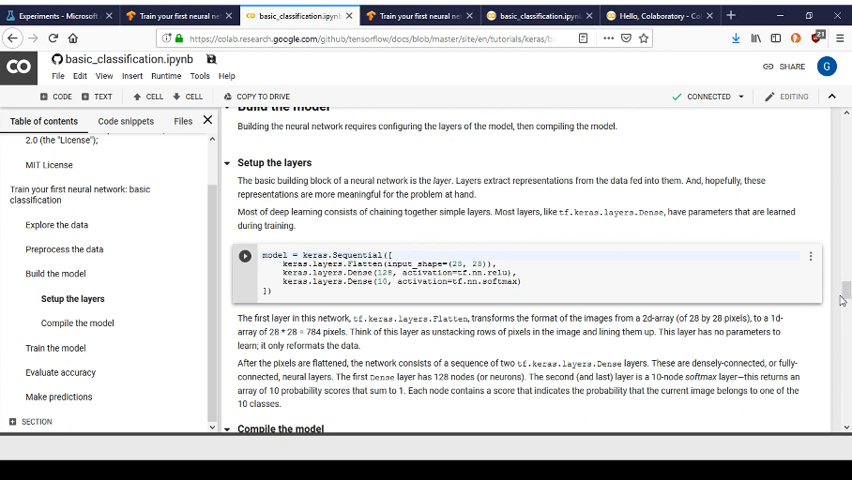 Experiments - Microsoft
Train your first neural ne
basic_classification.ipynb
Train your first neural net
basic_classification.ipynb
Hello, Colaboratory - Co
https://colab.research.google.com/github/tensorflow/docs/blob/master/site/en/tutorials/keras/b
21
CO
basic_classification.ipynb
SHARE
G
File Edit View Insert Runtime Tools Help
CODE TEXT CELL CELL COPY TO DRIVE CONNECTED EDITING
Table of contents Code snippets Files
2.0 (the "License");
MIT License
Train your first neural network: basic
classification
Explore the data
Preprocess the data
Build the model
Setup the layers
Compile the model
Train the model
Evaluate accuracy
Make predictions
SECTION
Build the model
Building the neural network requires configuring the layers of the model, then compiling the model.
Setup the layers
The basic building block of a neural network is the layer. Layers extract representations from the data fed into them. And, hopefully, these
representations are more meaningful for the problem at hand.
Most of deep learning consists of chaining together simple layers. Most layers, like tf.keras.layers.Dense, have parameters that are learned
during training.
model = keras.Sequential([
keras.layers.Flatten(input_shape=(28, 28)),
keras.layers.Dense(128, activation=tf.nn.relu),
keras.layers.Dense(10, activation=tf.nn.softmax)
])
The first layer in this network, tf.keras.layers.Flatten, transforms the format of the images from a 2d-array (of 28 by 28 pixels), to a 1d-
array of 28 * 28 = 784 pixels. Think of this layer as unstacking rows of pixels in the image and lining them up. This layer has no parameters to
learn; it only reformats the data.
After the pixels are flattened, the network consists of a sequence of two tf.keras.layers.Dense layers. These are densely-connected, or fully-
connected, neural layers. The first Dense layer has 128 nodes (or neurons). The second (and last) layer is a 10-node softmax layer—this returns an
array of 10 probability scores that sum to 1. Each node contains a score that indicates the probability that the current image belongs to one of the
10 classes.
Compile the model